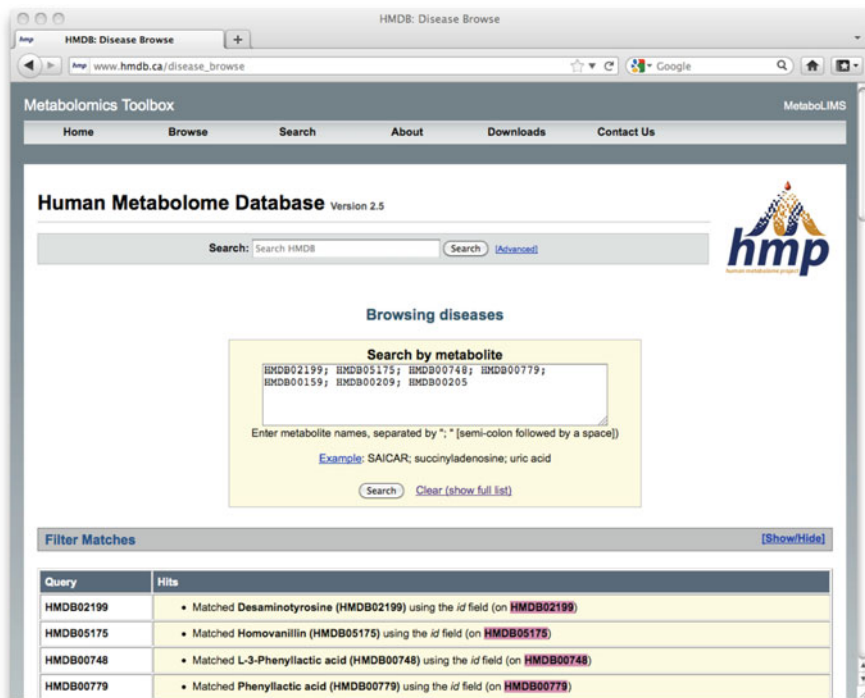 HMDB: Disease Browse
hmp HMDB: Disease Browse +
hmp www.hmdb.ca/disease_browse Google
Metabolomics Toolbox MetaboLIMS
Home Browse Search About Downloads Contact Us
Human Metabolome Database Version 2.5
Search: Search HMDB Search [Advanced]
hmp
human metabolome project
Browsing diseases
Search by metabolite
HMDB02199; HMDB05175; HMDB00748; HMDB00779;
HMDB00159; HMDB00209; HMDB00205
Enter metabolite names, separated by "; " [semi-colon followed by a space])
Example: SAICAR; succinyladenosine; uric acid
Search Clear (show full list)
Filter Matches [Show/Hide]
Query Hits
HMDB02199 • Matched Desaminotyrosine (HMDB02199) using the id field (on HMDB02199)
HMDB05175 • Matched Homovanillin (HMDB05175) using the id field (on HMDB05175)
HMDB00748 • Matched L-3-Phenyllactic acid (HMDB00748) using the id field (on HMDB00748)
HMDB00779 • Matched Phenyllactic acid (HMDB00779) using the id field (on HMDB00779)